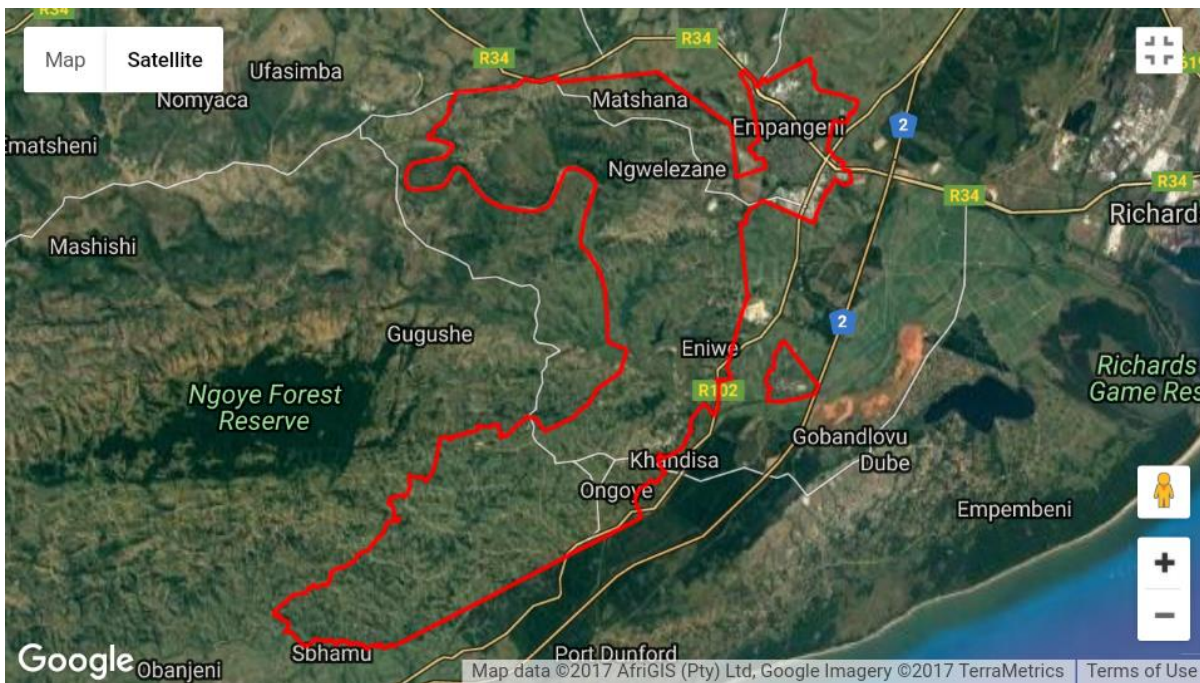 R34
Map
Satellite
R34
R34
Ufasimba
Nomyaca
Matshana
Ematsheni
Empangeni
2
Ngwelezane
R34
R34
Richard
Mashishi
2
Gugushe
Eniwe
Richards
Game Res
R102
Ngoye Forest
Reserve
Gobandlovu
Dube
Khandisa
Ongoye
Empembeni
Sbhamu
Port Dunford
Obanjeni
Google
Map data ©2017 AfriGIS (Pty) Ltd, Google Imagery ©2017 TerraMetrics
Terms of Use